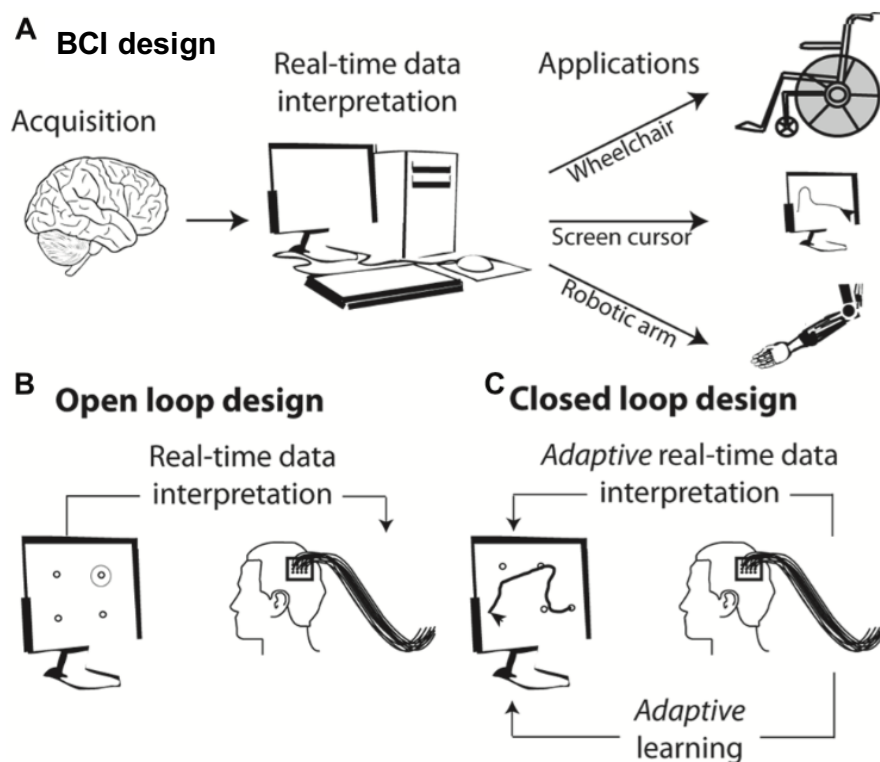 A
BCI design
Acquisition
Real-time data
interpretation
Applications
Wheelchair
Screen cursor
Robotic arm
B
Open loop design
Real-time data
interpretation
C
Closed loop design
Adaptive real-time data
interpretation
Adaptive
learning